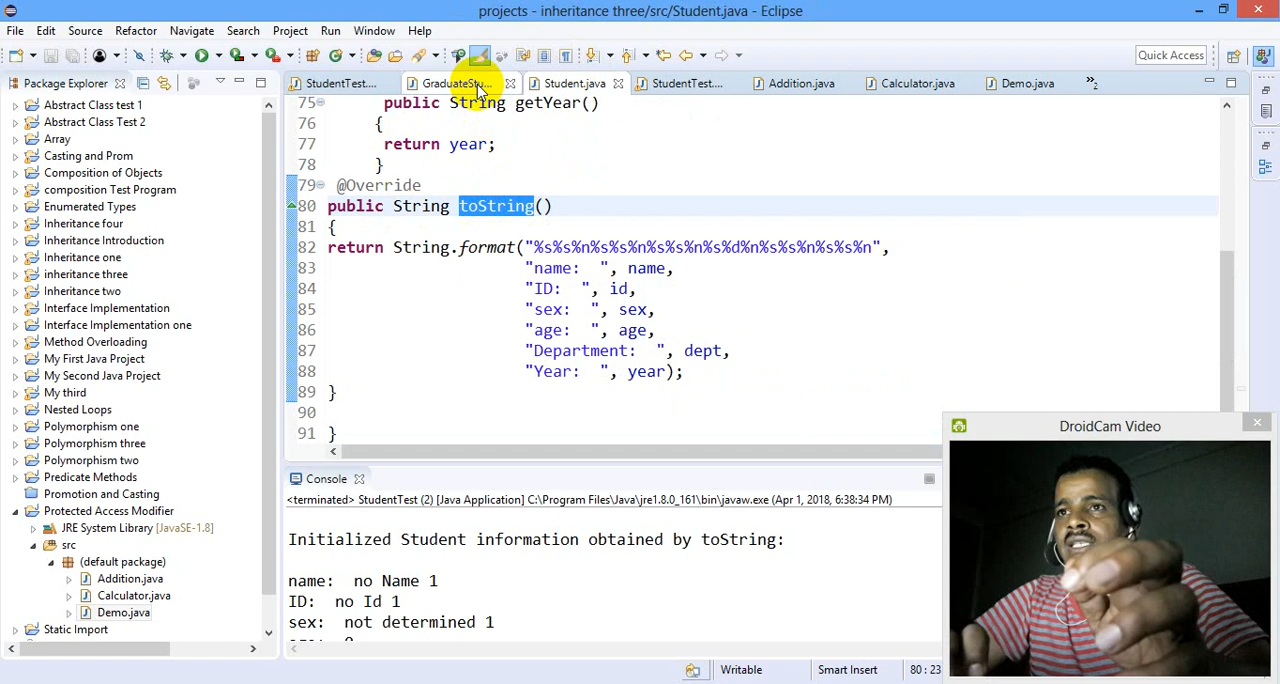 projects - inheritance three/src/Student.java - Eclipse
File Edit Source Refactor Navigate Search Project Run Window Help
Quick Access
Package Explorer
StudentTest....
GraduateStu...
Student.java
StudentTest....
Addition.java
Calculator.java
Demo.java
2
Abstract Class test 1
Abstract Class Test 2
Array
Casting and Prom
Composition of Objects
composition Test Program
Enumerated Types
Inheritance four
Inheritance Introduction
Inheritance one
inheritance three
Inheritance two
Interface Implementation
Interface Implementation one
Method Overloading
My First Java Project
My Second Java Project
My third
Nested Loops
Polymorphism one
Polymorphism three
Polymorphism two
Predicate Methods
Promotion and Casting
Protected Access Modifier
JRE System Library [JavaSE-1.8]
src
(default package)
Addition.java
Calculator.java
Demo.java
Static Import
75 public String getYear()
76 {
77 return year;
78 }
79 @Override
80 public String toString()
81 {
82 return String.format("%s%s%n%s%s%n%s%s%n%s%d%n%s%s%n%s%s%n",
83 "name:  ", name,
84 "ID:  ", id,
85 "sex:  ", sex,
86 "age:  ", age,
87 "Department:  ", dept,
88 "Year:  ", year);
89 }
90
91 }
Console
<terminated> StudentTest (2) [Java Application] C:\Program Files\Java\jre1.8.0_161\bin\javaw.exe (Apr 1, 2018, 6:38:34 PM)
Initialized Student information obtained by toString:
name:  no Name 1
ID:  no Id 1
sex:  not determined 1
DroidCam Video
Writable
Smart Insert
80 : 23